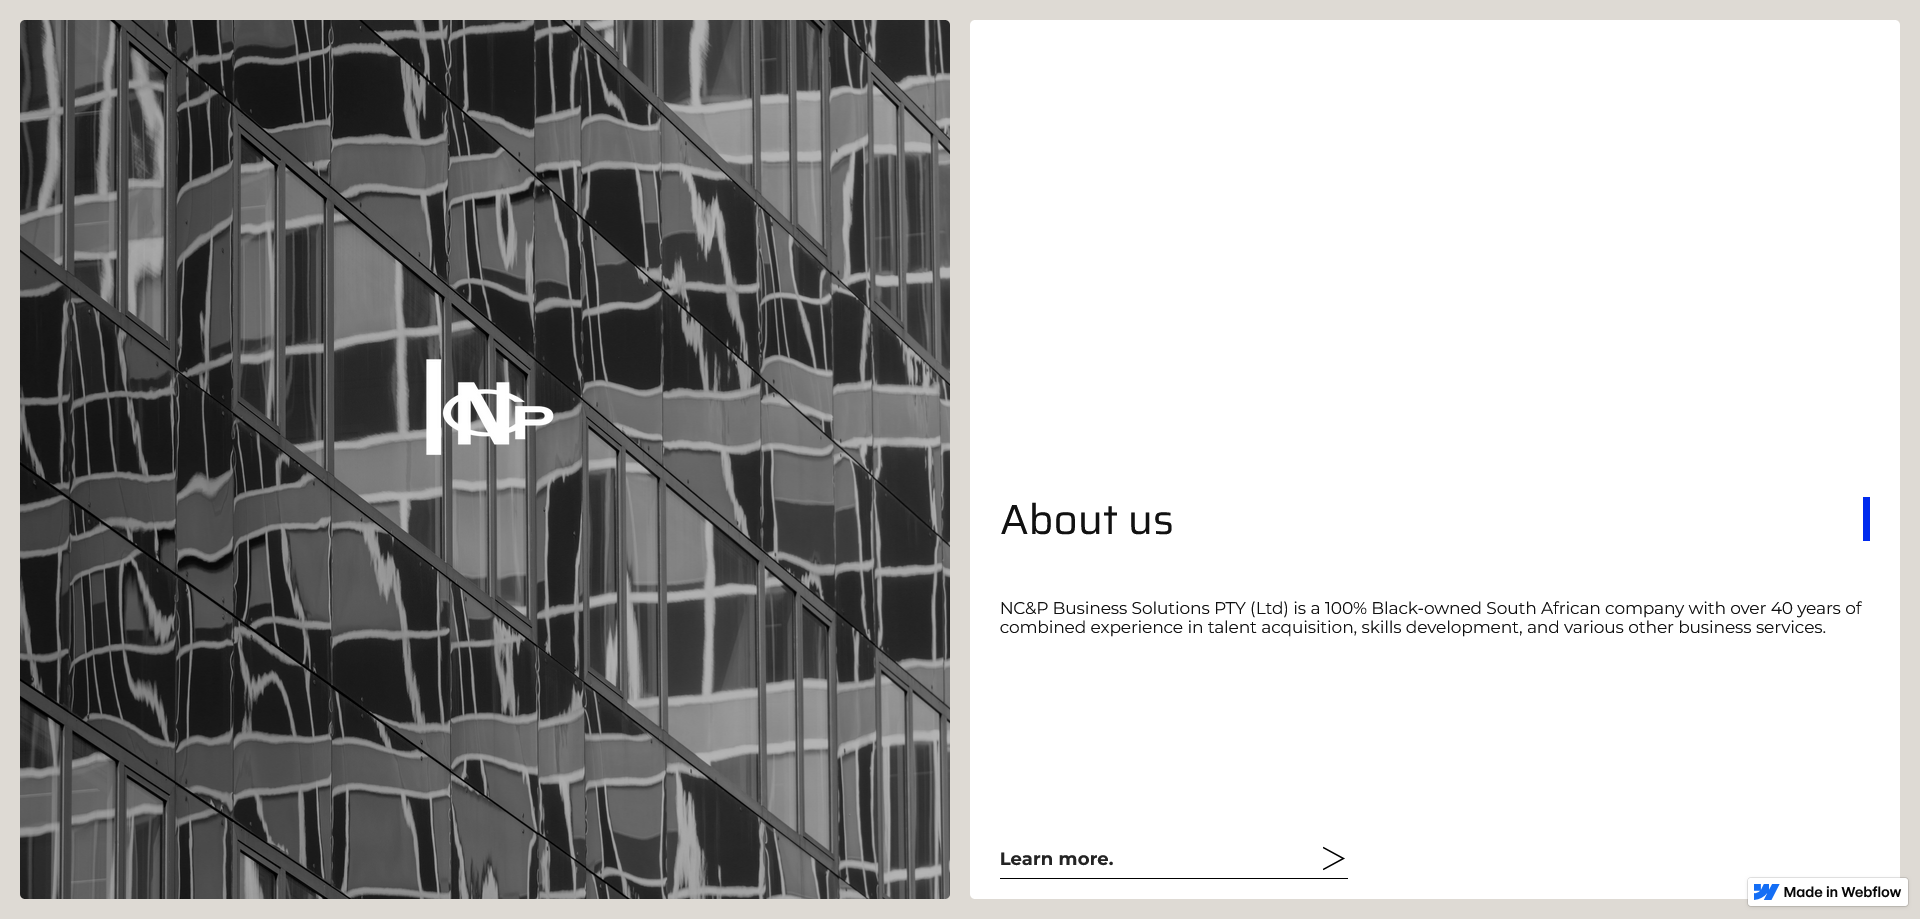 NCP
About us
NC&P Business Solutions PTY (Ltd) is a 100% Black-owned South African company with over 40 years of
combined experience in talent acquisition, skills development, and various other business services.
Learn more.
Made in Webflow